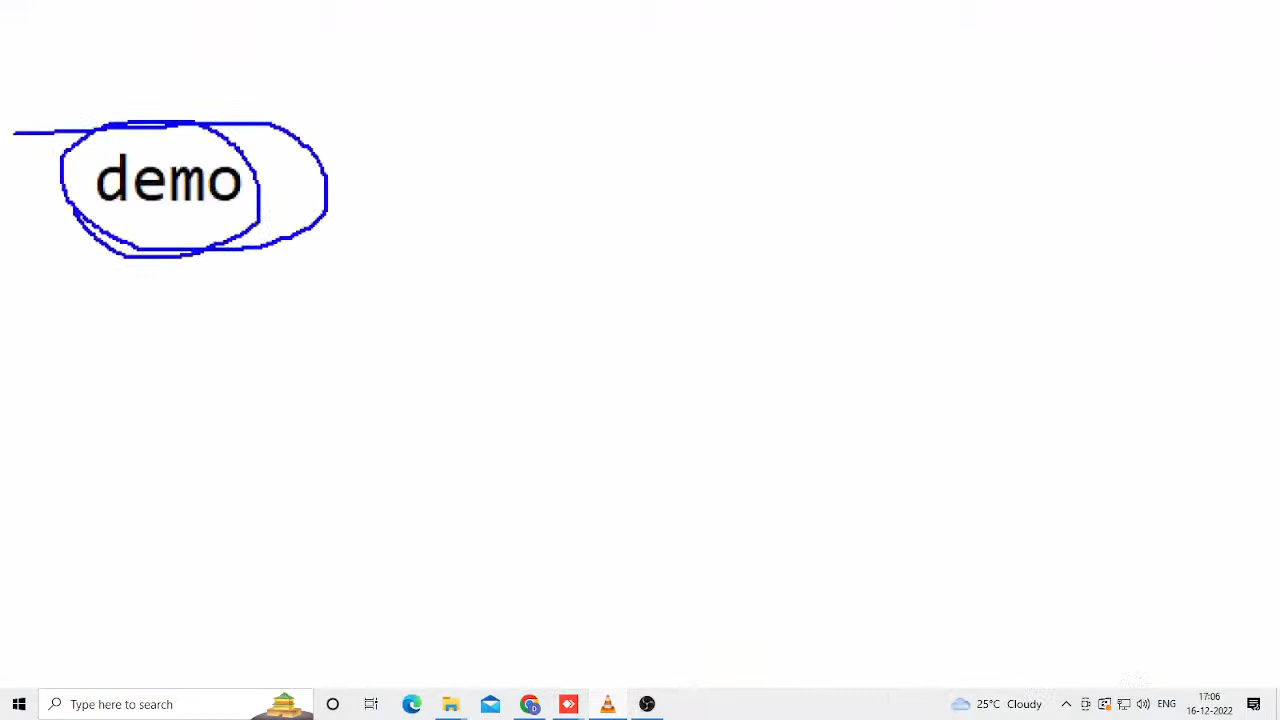 demo
Type here to search
25°C Cloudy
ENG
17:06
16-12-2022